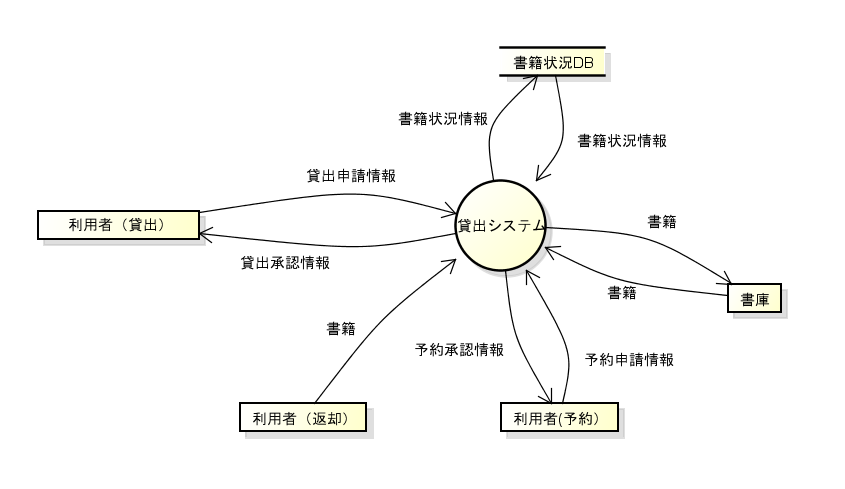 書籍状況DB
書籍状況情報
書籍状況情報
貸出申請情報
利用者（貸出）
貸出システム
書籍
貸出承認情報
書籍
書庫
書籍
予約承認情報
予約申請情報
利用者（返却）
利用者(予約）